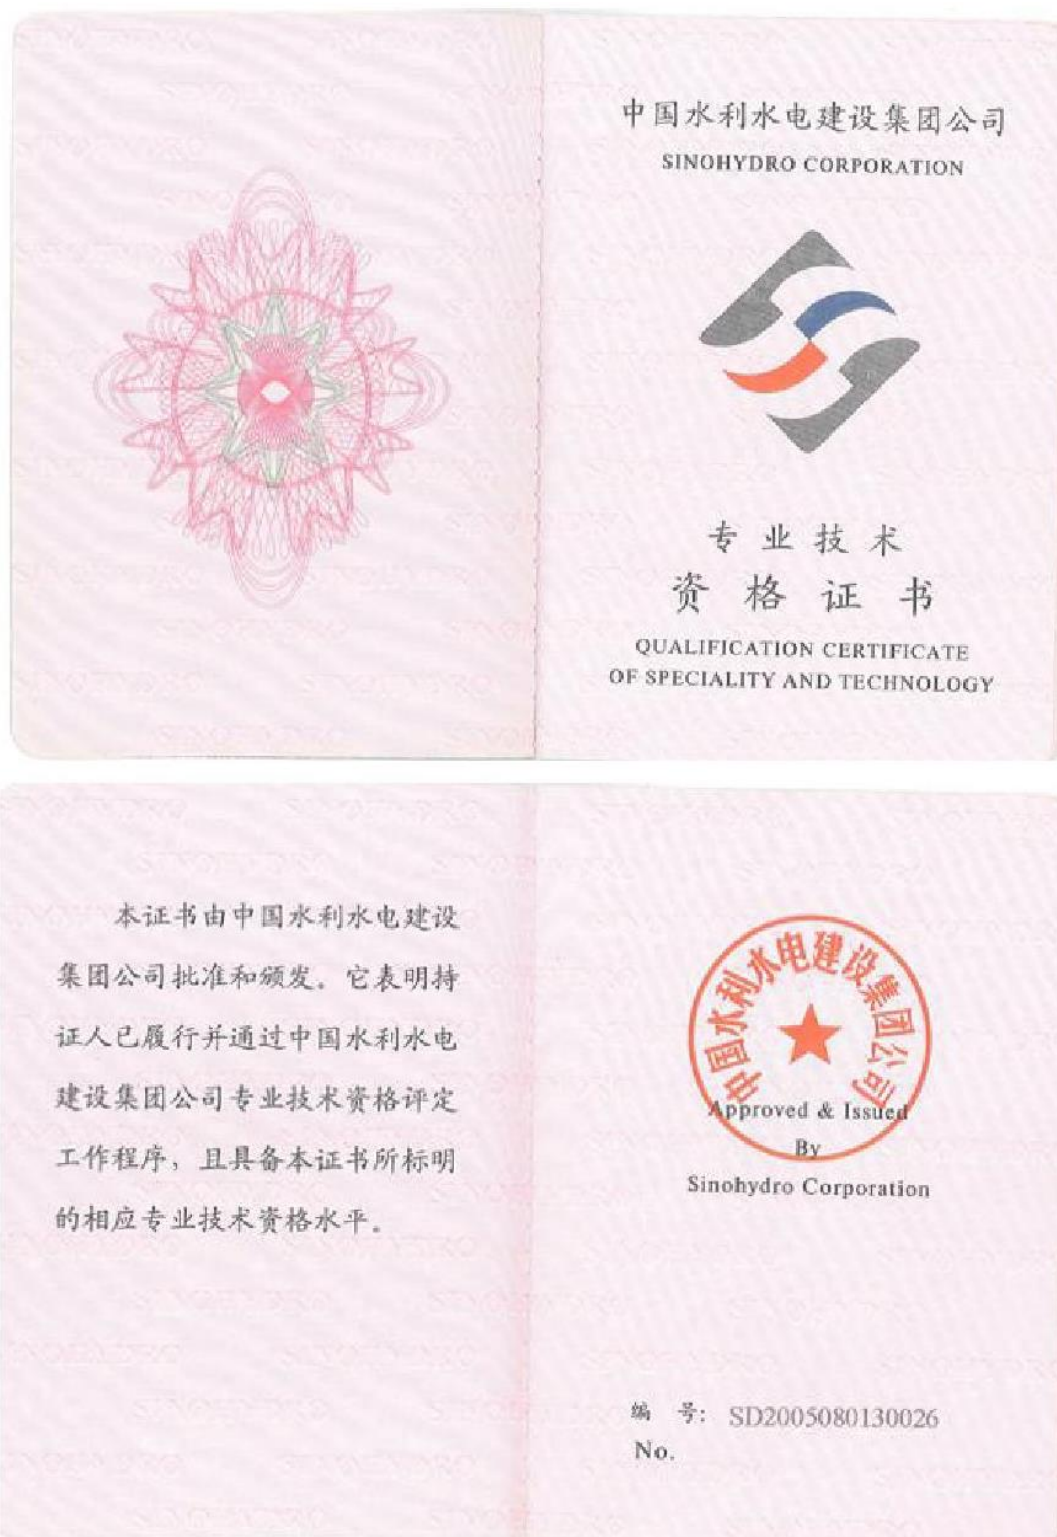 中国水利水电建设集团公司
SINOHYDRO CORPORATION
专业技术
资格证书
QUALIFICATION CERTIFICATE
OF SPECIALITY AND TECHNOLOGY
本证书由中国水利水电建设
集团公司批准和颁发。它表明持
证人已履行并通过中国水利水电
建设集团公司专业技术资格评定
工作程序，且具备本证书所标明
的相应专业技术资格水平。
中国水利水电建设集团公司
Approved & Issued
By
Sinohydro Corporation
编 号: SD2005080130026
No.